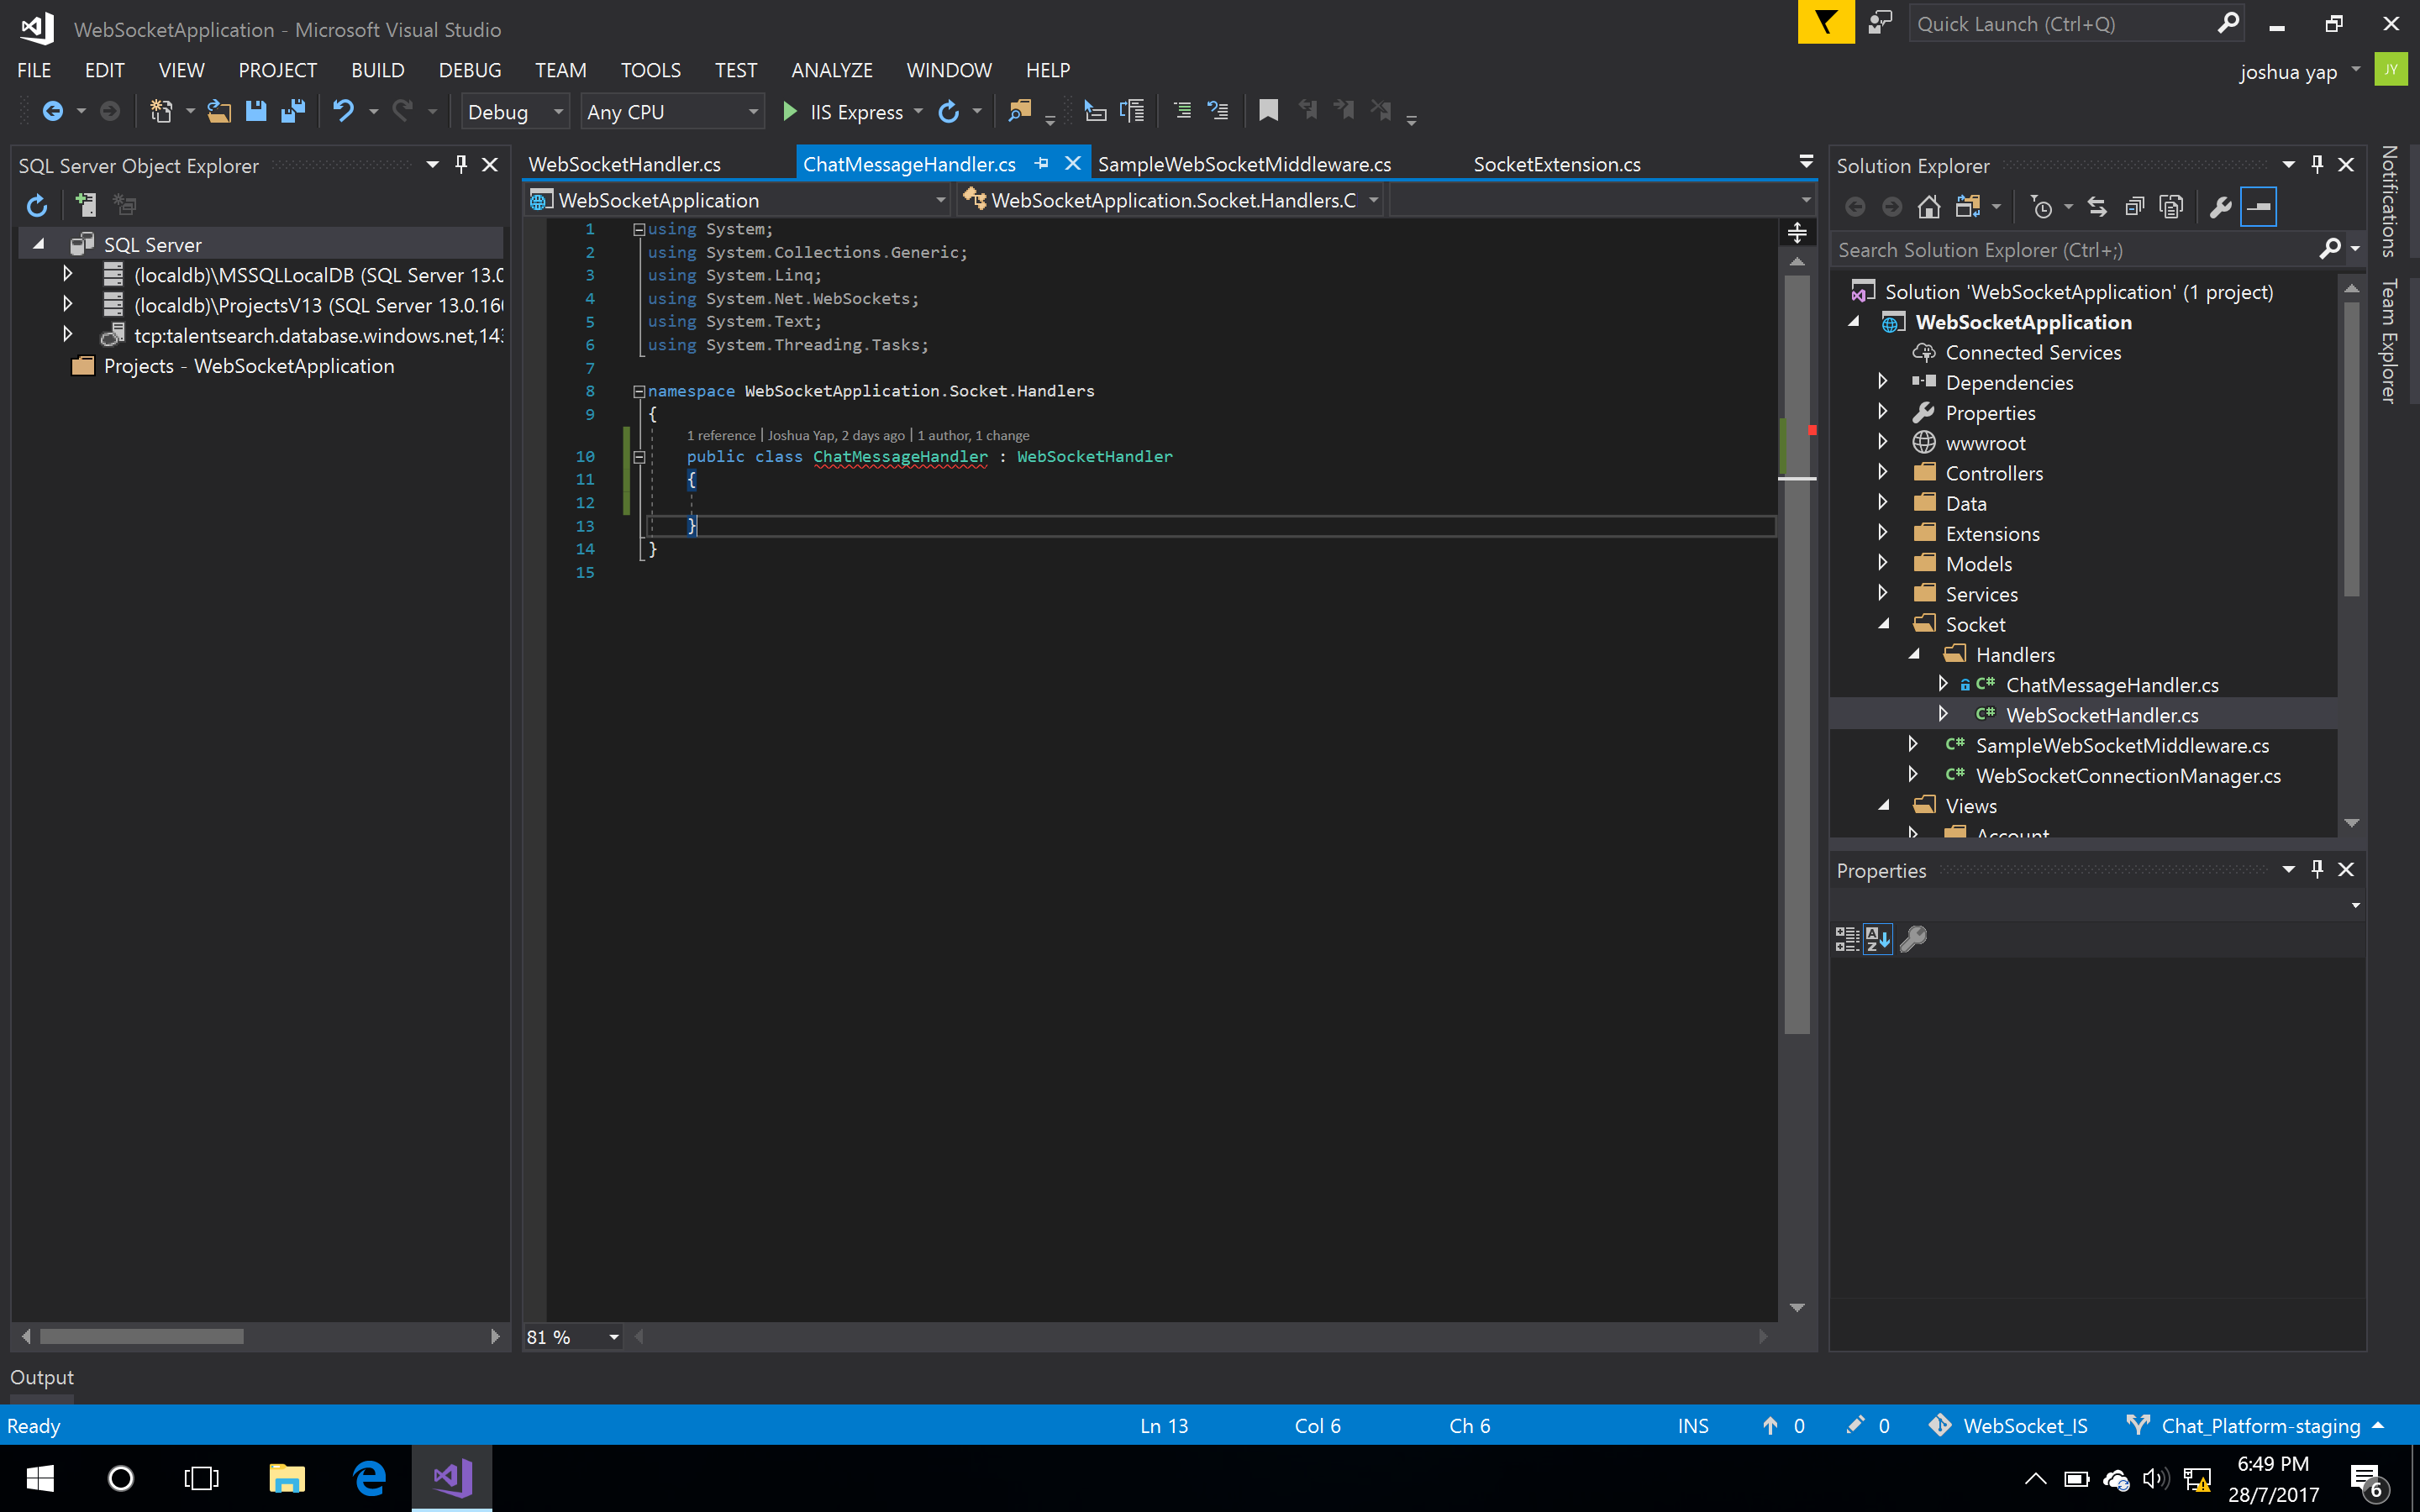 WebSocketApplication - Microsoft Visual Studio
Quick Launch (Ctrl+Q)
FILE EDIT VIEW PROJECT BUILD DEBUG TEAM TOOLS TEST ANALYZE WINDOW HELP
joshua yap
JY
Debug Any CPU IIS Express
SQL Server Object Explorer
SQL Server
(localdb)\MSSQLLocalDB (SQL Server 13.0
(localdb)\ProjectsV13 (SQL Server 13.0.160
tcp:talentsearch.database.windows.net,143
Projects - WebSocketApplication
WebSocketHandler.cs ChatMessageHandler.cs SampleWebSocketMiddleware.cs SocketExtension.cs
WebSocketApplication WebSocketApplication.Socket.Handlers.C
1 using System;
2 using System.Collections.Generic;
3 using System.Linq;
4 using System.Net.WebSockets;
5 using System.Text;
6 using System.Threading.Tasks;
7
8 namespace WebSocketApplication.Socket.Handlers
9 {
1 reference | Joshua Yap, 2 days ago | 1 author, 1 change
10 public class ChatMessageHandler : WebSocketHandler
11 {
12
13 }
14 }
15
81 %
Solution Explorer
Search Solution Explorer (Ctrl+;)
Solution 'WebSocketApplication' (1 project)
WebSocketApplication
Connected Services
Dependencies
Properties
wwwroot
Controllers
Data
Extensions
Models
Services
Socket
Handlers
C# ChatMessageHandler.cs
C# WebSocketHandler.cs
C# SampleWebSocketMiddleware.cs
C# WebSocketConnectionManager.cs
Views
Account
Properties
Notifications
Team Explorer
Output
Ready Ln 13 Col 6 Ch 6 INS 0 0 WebSocket_IS Chat_Platform-staging
6:49 PM
28/7/2017
6